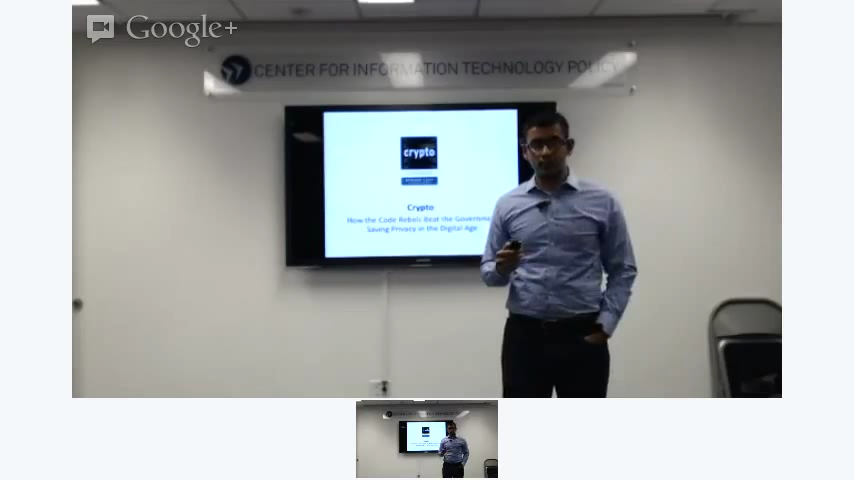 Google+
CENTER FOR INFORMATION TECHNOLOGY POLICY
crypto
Crypto
How the Code Rebels Beat the Governme
Saving Privacy in the Digital Age